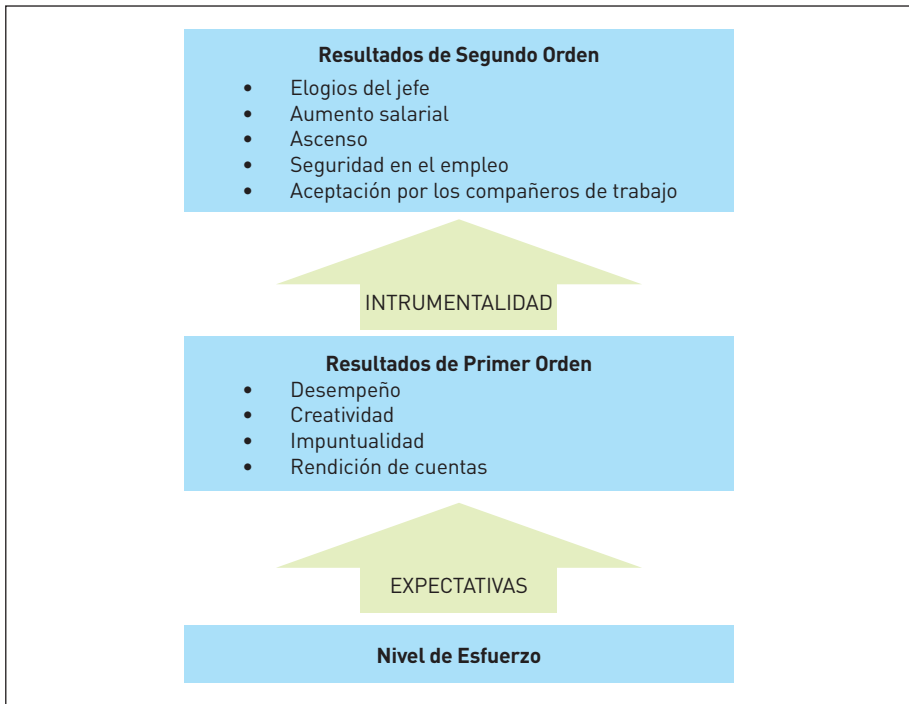 Resultados de Segundo Orden
• Elogios del jefe
• Aumento salarial
• Ascenso
• Seguridad en el empleo
• Aceptación por los compañeros de trabajo
INTRUMENTALIDAD
Resultados de Primer Orden
• Desempeño
• Creatividad
• Impuntualidad
• Rendición de cuentas
EXPECTATIVAS
Nivel de Esfuerzo